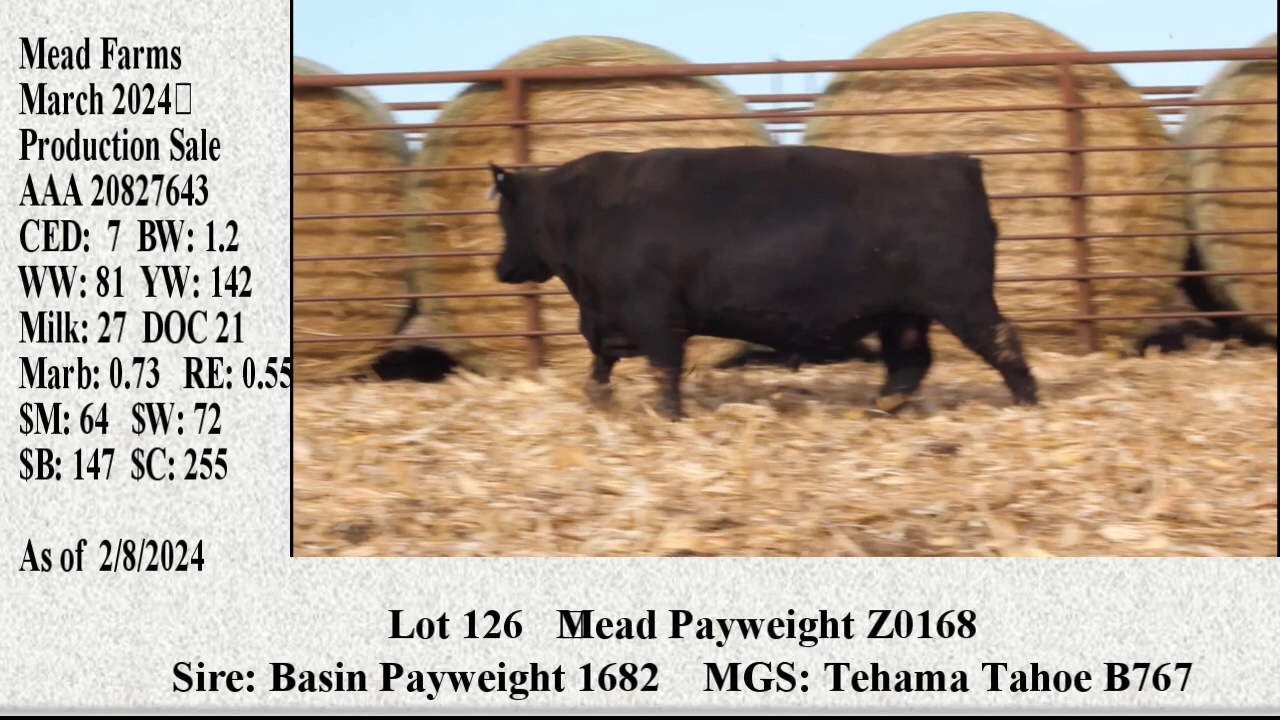 Mead Farms
March 2024
Production Sale
AAA 20827643
CED: 7 BW: 1.2
WW: 81 YW: 142
Milk: 27 DOC 21
Marb: 0.73 RE: 0.55
$M: 64 $W: 72
$B: 147 $C: 255
As of 2/8/2024
Lot 126 Mead Payweight Z0168
Sire: Basin Payweight 1682 MGS: Tehama Tahoe B767